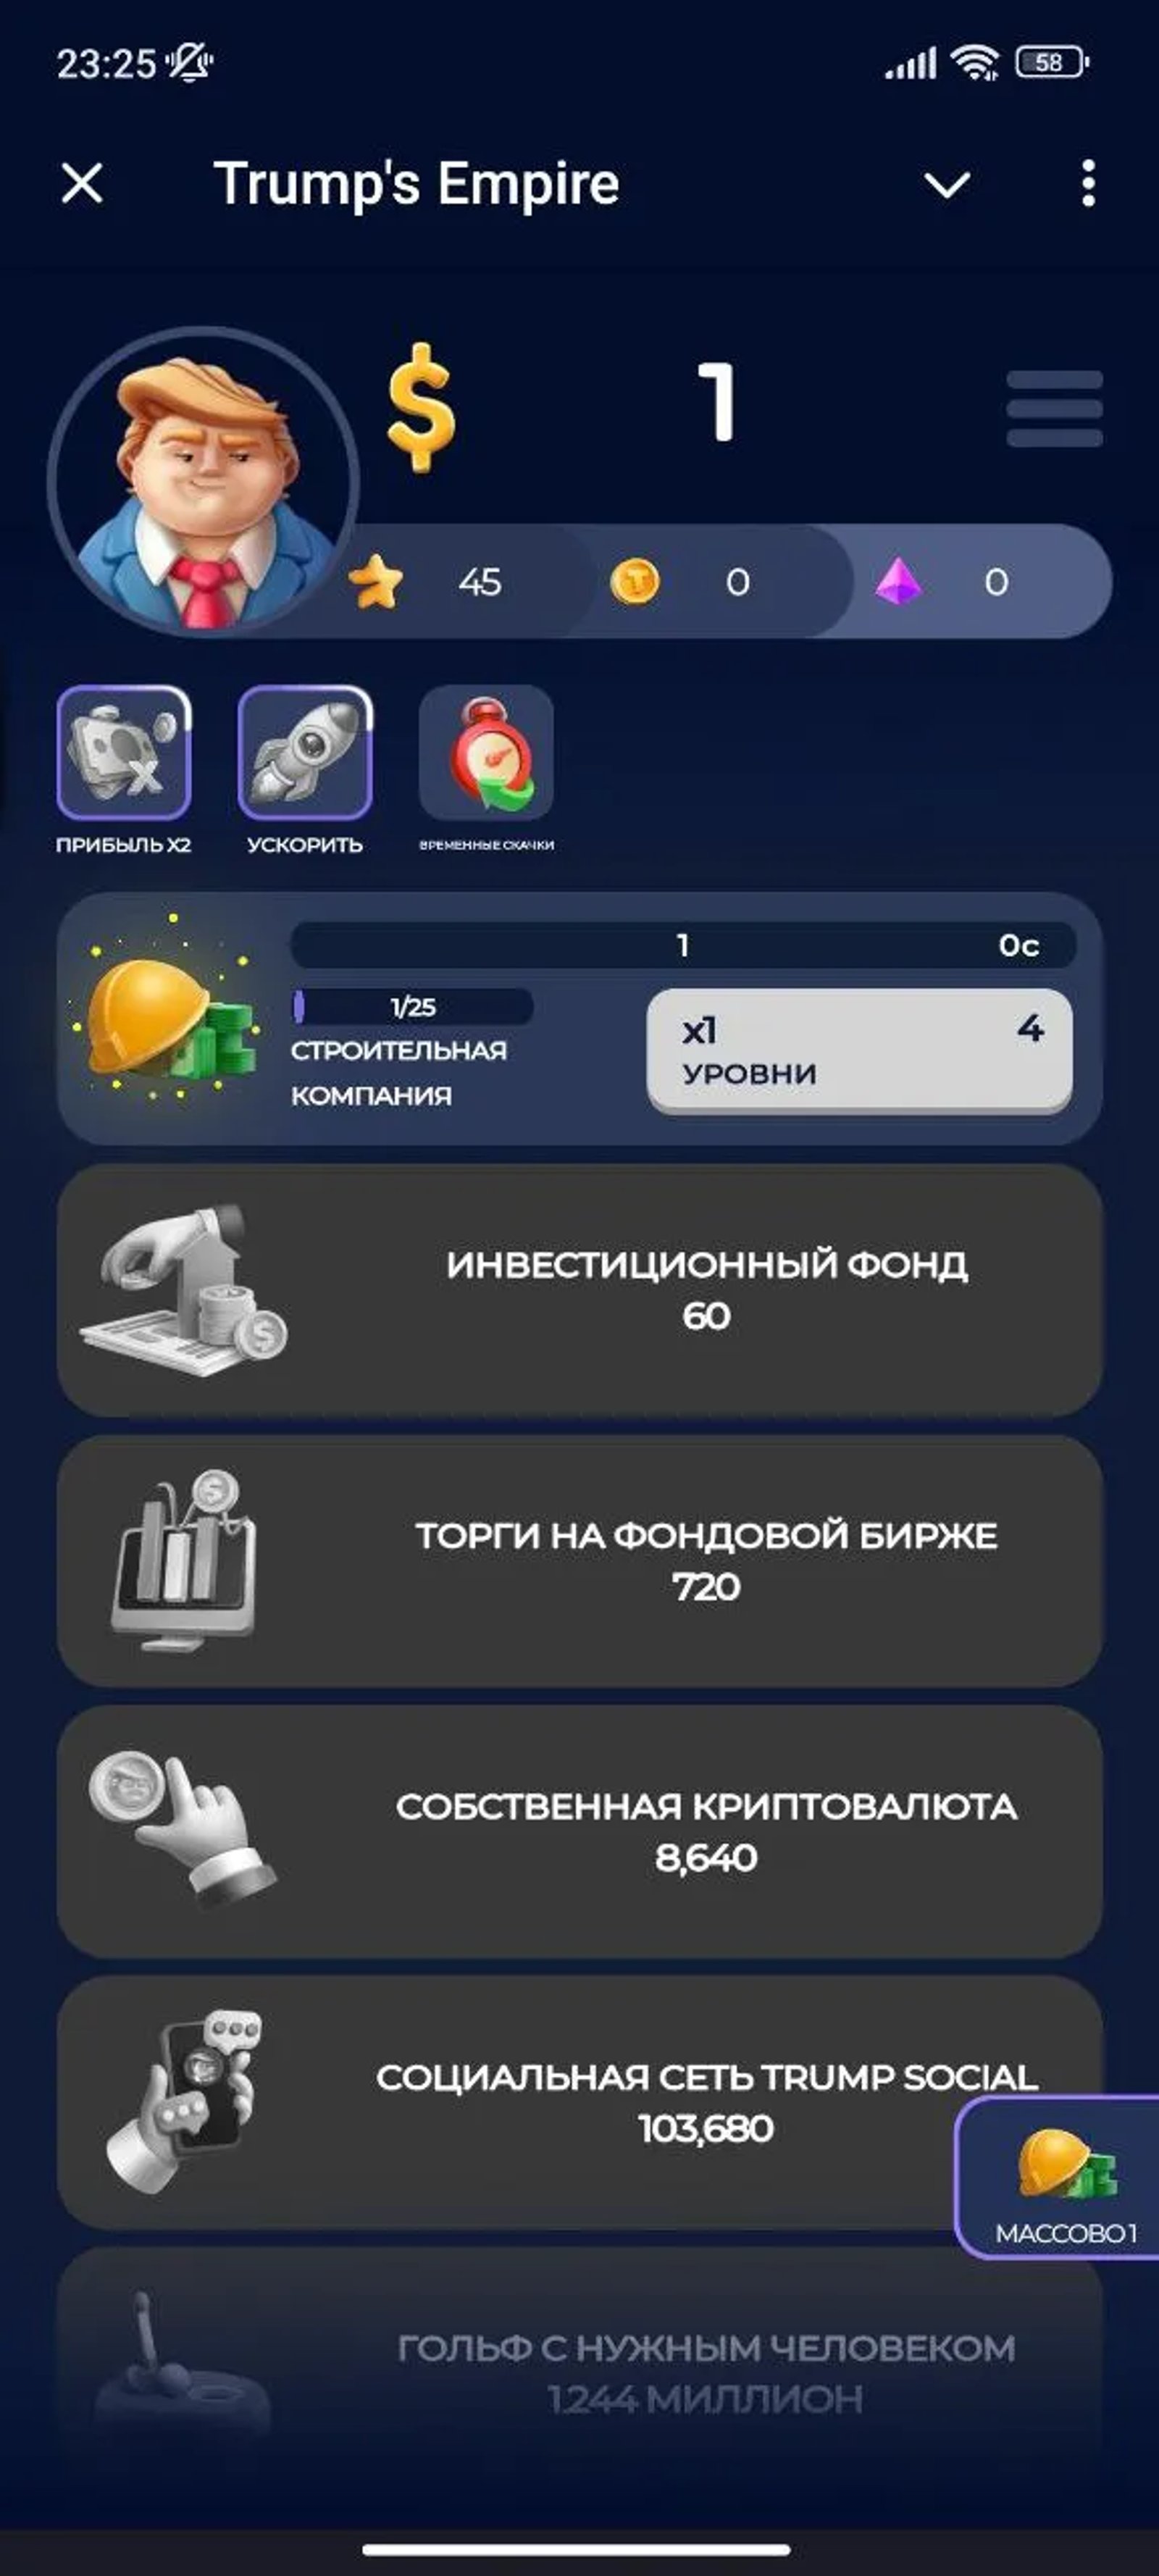 23:25
58
Trump's Empire
$ 1
45 0 0
ПРИБЫЛЬ X2 УСКОРИТЬ ВРЕМЕННЫЕ СКАЧКИ
1 0с
1/25
x1 4
УРОВНИ
СТРОИТЕЛЬНАЯ
КОМПАНИЯ
ИНВЕСТИЦИОННЫЙ ФОНД
60
ТОРГИ НА ФОНДОВОЙ БИРЖЕ
720
СОБСТВЕННАЯ КРИПТОВАЛЮТА
8,640
СОЦИАЛЬНАЯ СЕТЬ TRUMP SOCIAL
103,680
МАССОВО 1
ГОЛЬФ С НУЖНЫМ ЧЕЛОВЕКОМ
1.244 МИЛЛИОН